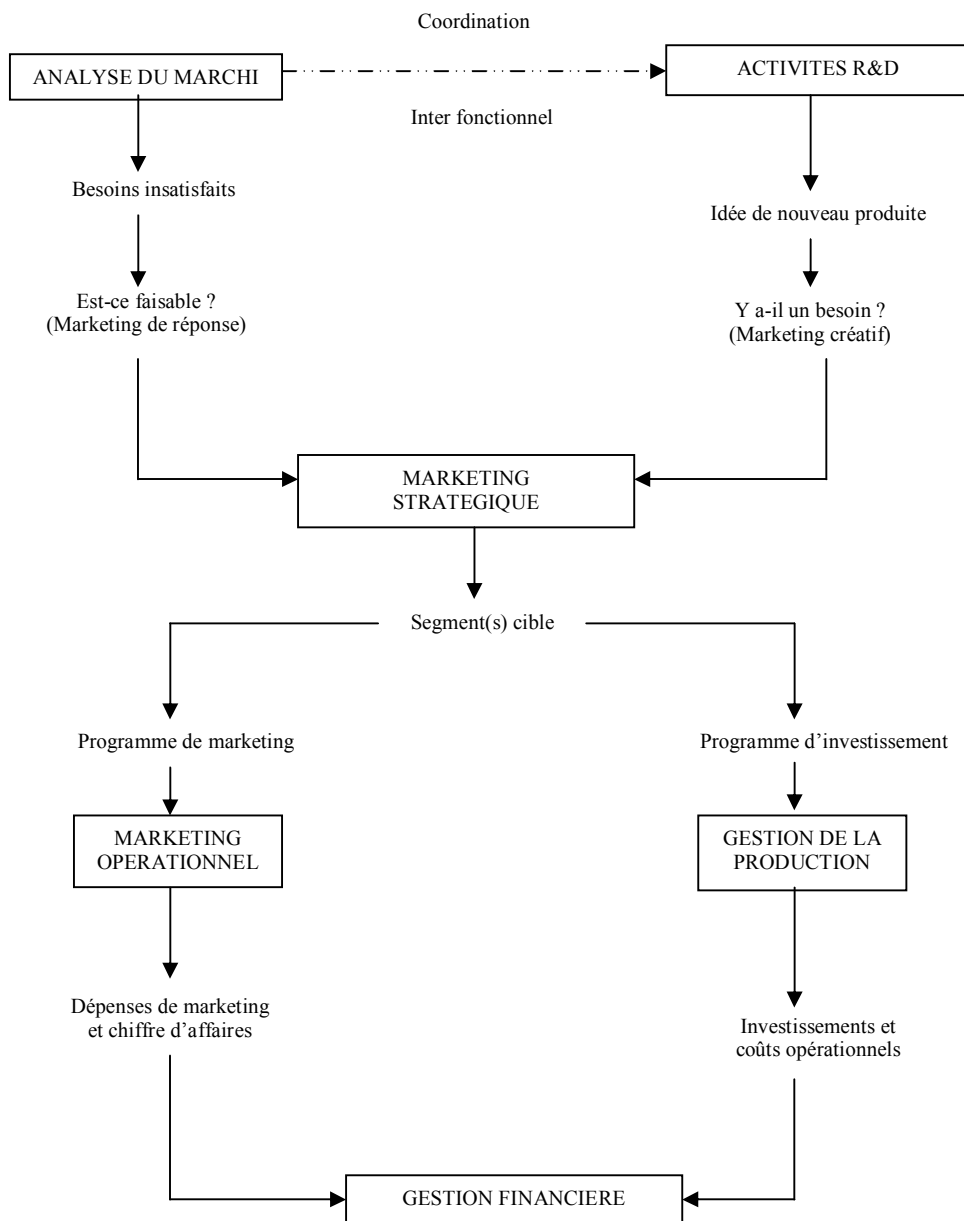 Coordination
ANALYSE DU MARCHI
ACTIVITES R&D
Inter fonctionnel
Besoins insatisfaits
Idée de nouveau produite
Est-ce faisable ?
(Marketing de réponse)
Y a-il un besoin ?
(Marketing créatif)
MARKETING
STRATEGIQUE
Segment(s) cible
Programme de marketing
Programme d’investissement
MARKETING
OPERATIONNEL
GESTION DE LA
PRODUCTION
Dépenses de marketing
et chiffre d’affaires
Investissements et
coûts opérationnels
GESTION FINANCIERE